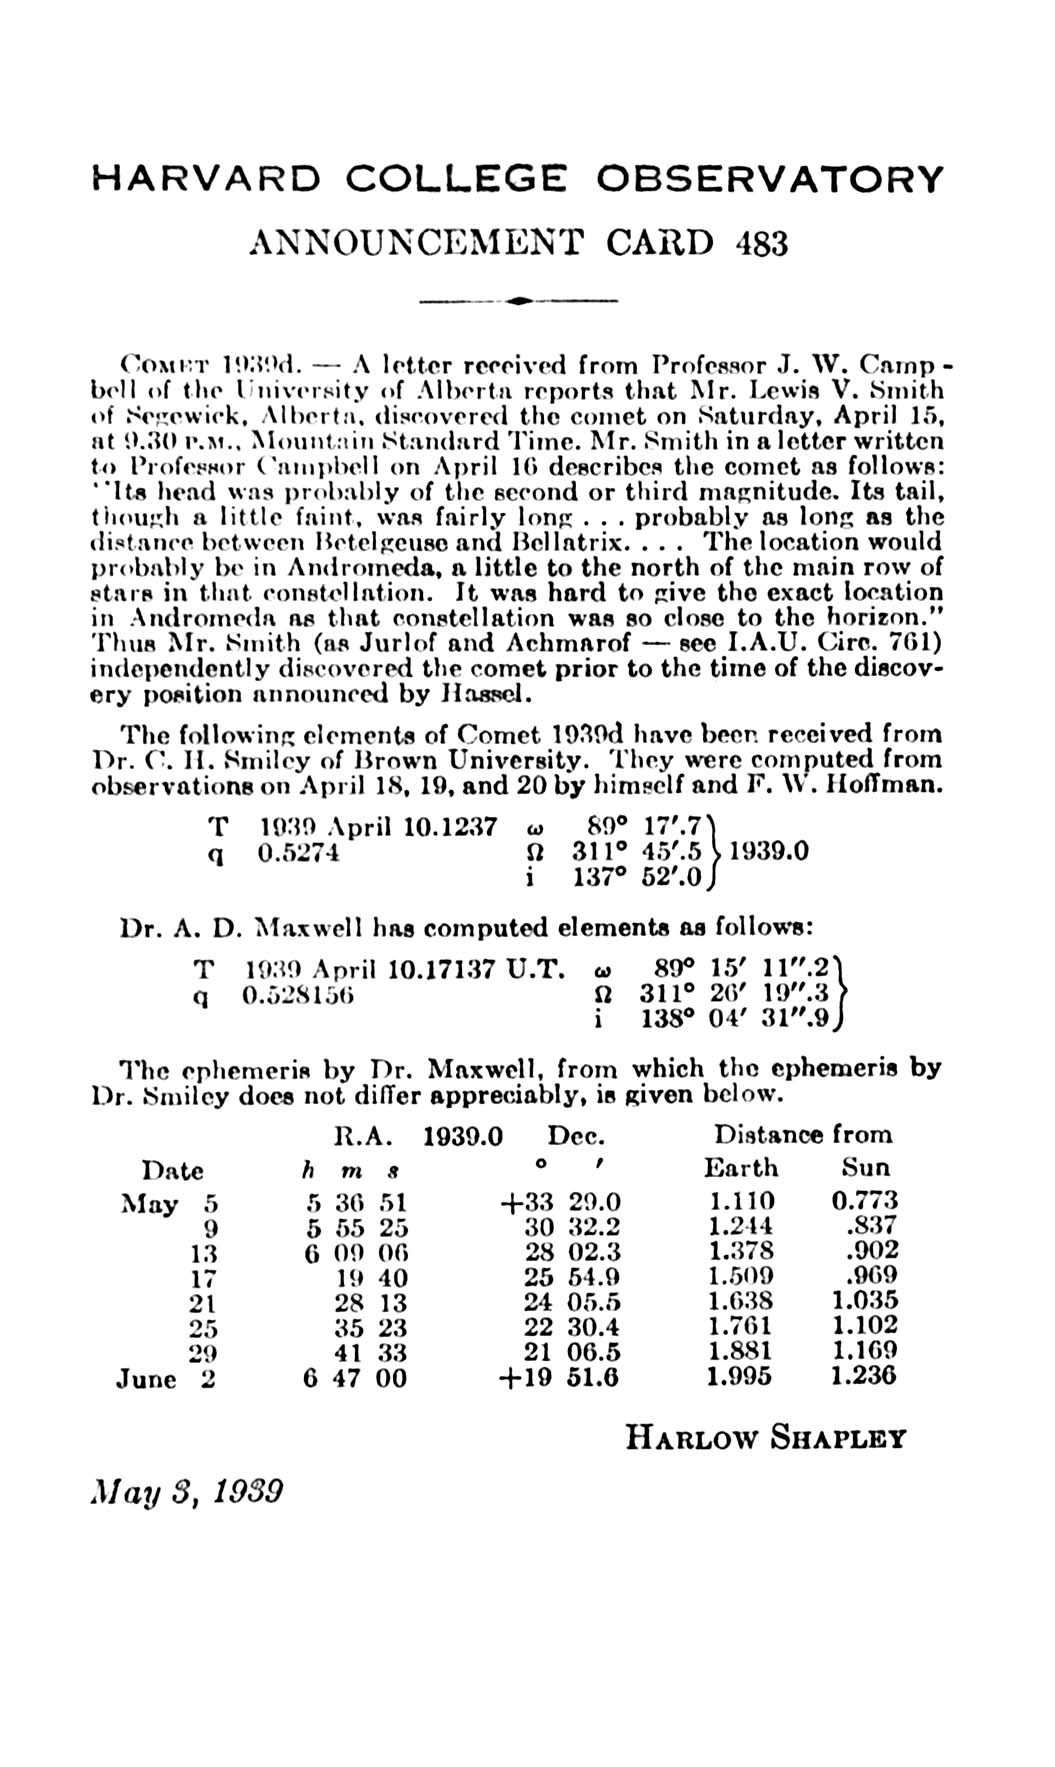 HARVARD COLLEGE OBSERVATORY
ANNOUNCEMENT CARD 483
COMET 1939d. — A letter received from Professor J. W. Camp-
bell of the University of Alberta reports that Mr. Lewis V. Smith
of Segewick, Alberta, discovered the comet on Saturday, April 15,
at 9.30 P.M., Mountain Standard Time. Mr. Smith in a letter written
to Professor Campbell on April 16 describes the comet as follows:
"Its head was probably of the second or third magnitude. Its tail,
though a little faint, was fairly long . . . probably as long as the
distance between Betelgeuse and Bellatrix. . . . The location would
probably be in Andromeda, a little to the north of the main row of
stars in that constellation. It was hard to give the exact location
in Andromeda as that constellation was so close to the horizon."
Thus Mr. Smith (as Jurlof and Achmarof — see I.A.U. Circ. 761)
independently discovered the comet prior to the time of the discov-
ery position announced by Hassel.
The following elements of Comet 1939d have been received from
Dr. C. H. Smiley of Brown University. They were computed from
observations on April 18, 19, and 20 by himself and F. W. Hoffman.
T 1939 April 10.1237 ω 89° 17′.7
q 0.5274 Ω 311° 45′.5 } 1939.0
i 137° 52′.0
Dr. A. D. Maxwell has computed elements as follows:
T 1939 April 10.17137 U.T. ω 89° 15′ 11″.2
q 0.528156 Ω 311° 26′ 19″.3 }
i 138° 04′ 31″.9
The ephemeris by Dr. Maxwell, from which the ephemeris by
Dr. Smiley does not differ appreciably, is given below.
R.A. 1939.0 Dec. Distance from
Date h m s ° ′ Earth Sun
May 5 5 36 51 +33 29.0 1.110 0.773
9 5 55 25 30 32.2 1.244 .837
13 6 09 06 28 02.3 1.378 .902
17 19 40 25 54.9 1.509 .969
21 28 13 24 05.5 1.638 1.035
25 35 23 22 30.4 1.761 1.102
29 41 33 21 06.5 1.881 1.169
June 2 6 47 00 +19 51.6 1.995 1.236
HARLOW SHAPLEY
May 3, 1939